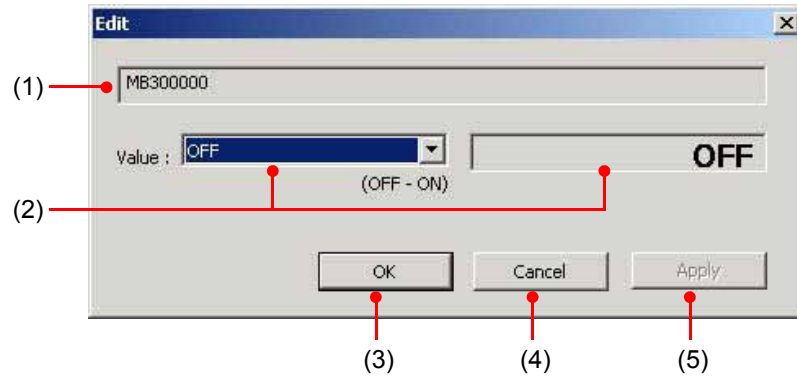 Edit
(1)
MB300000
Value : OFF OFF
(OFF - ON)
(2)
OK Cancel Apply
(3) (4) (5)